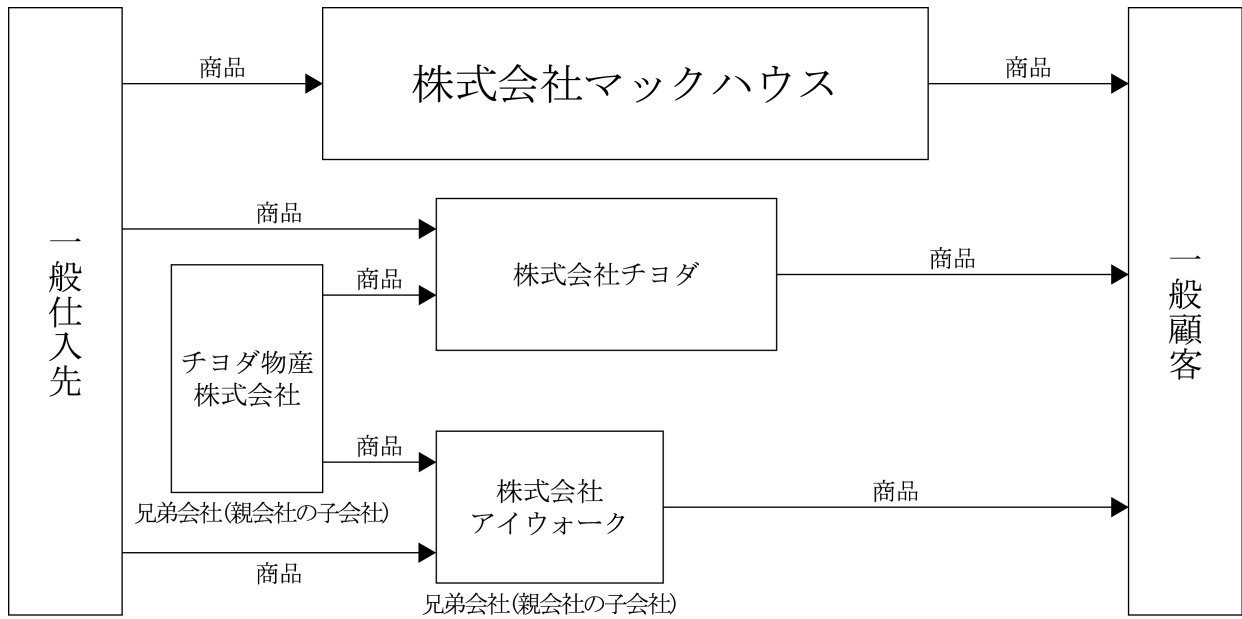 商品
株式会社マックハウス
商品
商品
株式会社チヨダ
商品
商品
一般仕入先
チヨダ物産
株式会社
商品
兄弟会社(親会社の子会社)
株式会社
アイウォーク
商品
商品
兄弟会社(親会社の子会社)
一般顧客